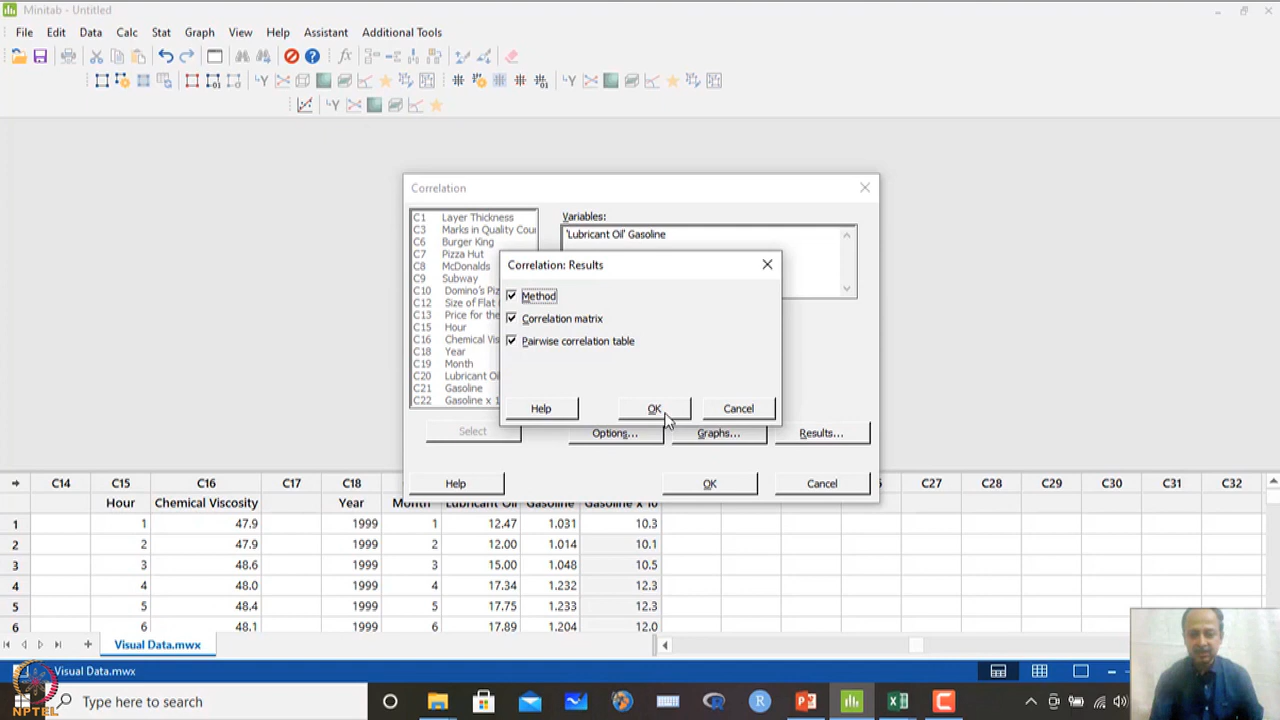 Minitab - Untitled
File Edit Data Calc Stat Graph View Help Assistant Additional Tools
Correlation
C1 Layer Thickness
C3 Marks in Quality Cou
C6 Burger King
C7 Pizza Hut
C8 McDonalds
C9 Subway
C10 Domino's Piz
C12 Size of Flat
C13 Price for the
C15 Hour
C16 Chemical Vis
C18 Year
C19 Month
C20 Lubricant Oil
C21 Gasoline
C22 Gasoline x 1
Variables:
'Lubricant Oil' Gasoline
Correlation: Results
Method
Correlation matrix
Pairwise correlation table
Help OK Cancel
Select Options... Graphs... Results...
Help OK Cancel
C14 C15 C16 C17 C18 C27 C28 C29 C30 C31 C32
Hour Chemical Viscosity Year Month Lubricant Oil Gasoline Gasoline x 10
1 1 47.9 1999 1 12.47 1.031 10.3
2 2 47.9 1999 2 12.00 1.014 10.1
3 3 48.6 1999 3 15.00 1.048 10.5
4 4 48.0 1999 4 17.34 1.232 12.3
5 5 48.4 1999 5 17.75 1.233 12.3
6 6 48.1 1999 6 17.89 1.204 12.0
Visual Data.mwx
Visual Data.mwx
Type here to search
NPTEL